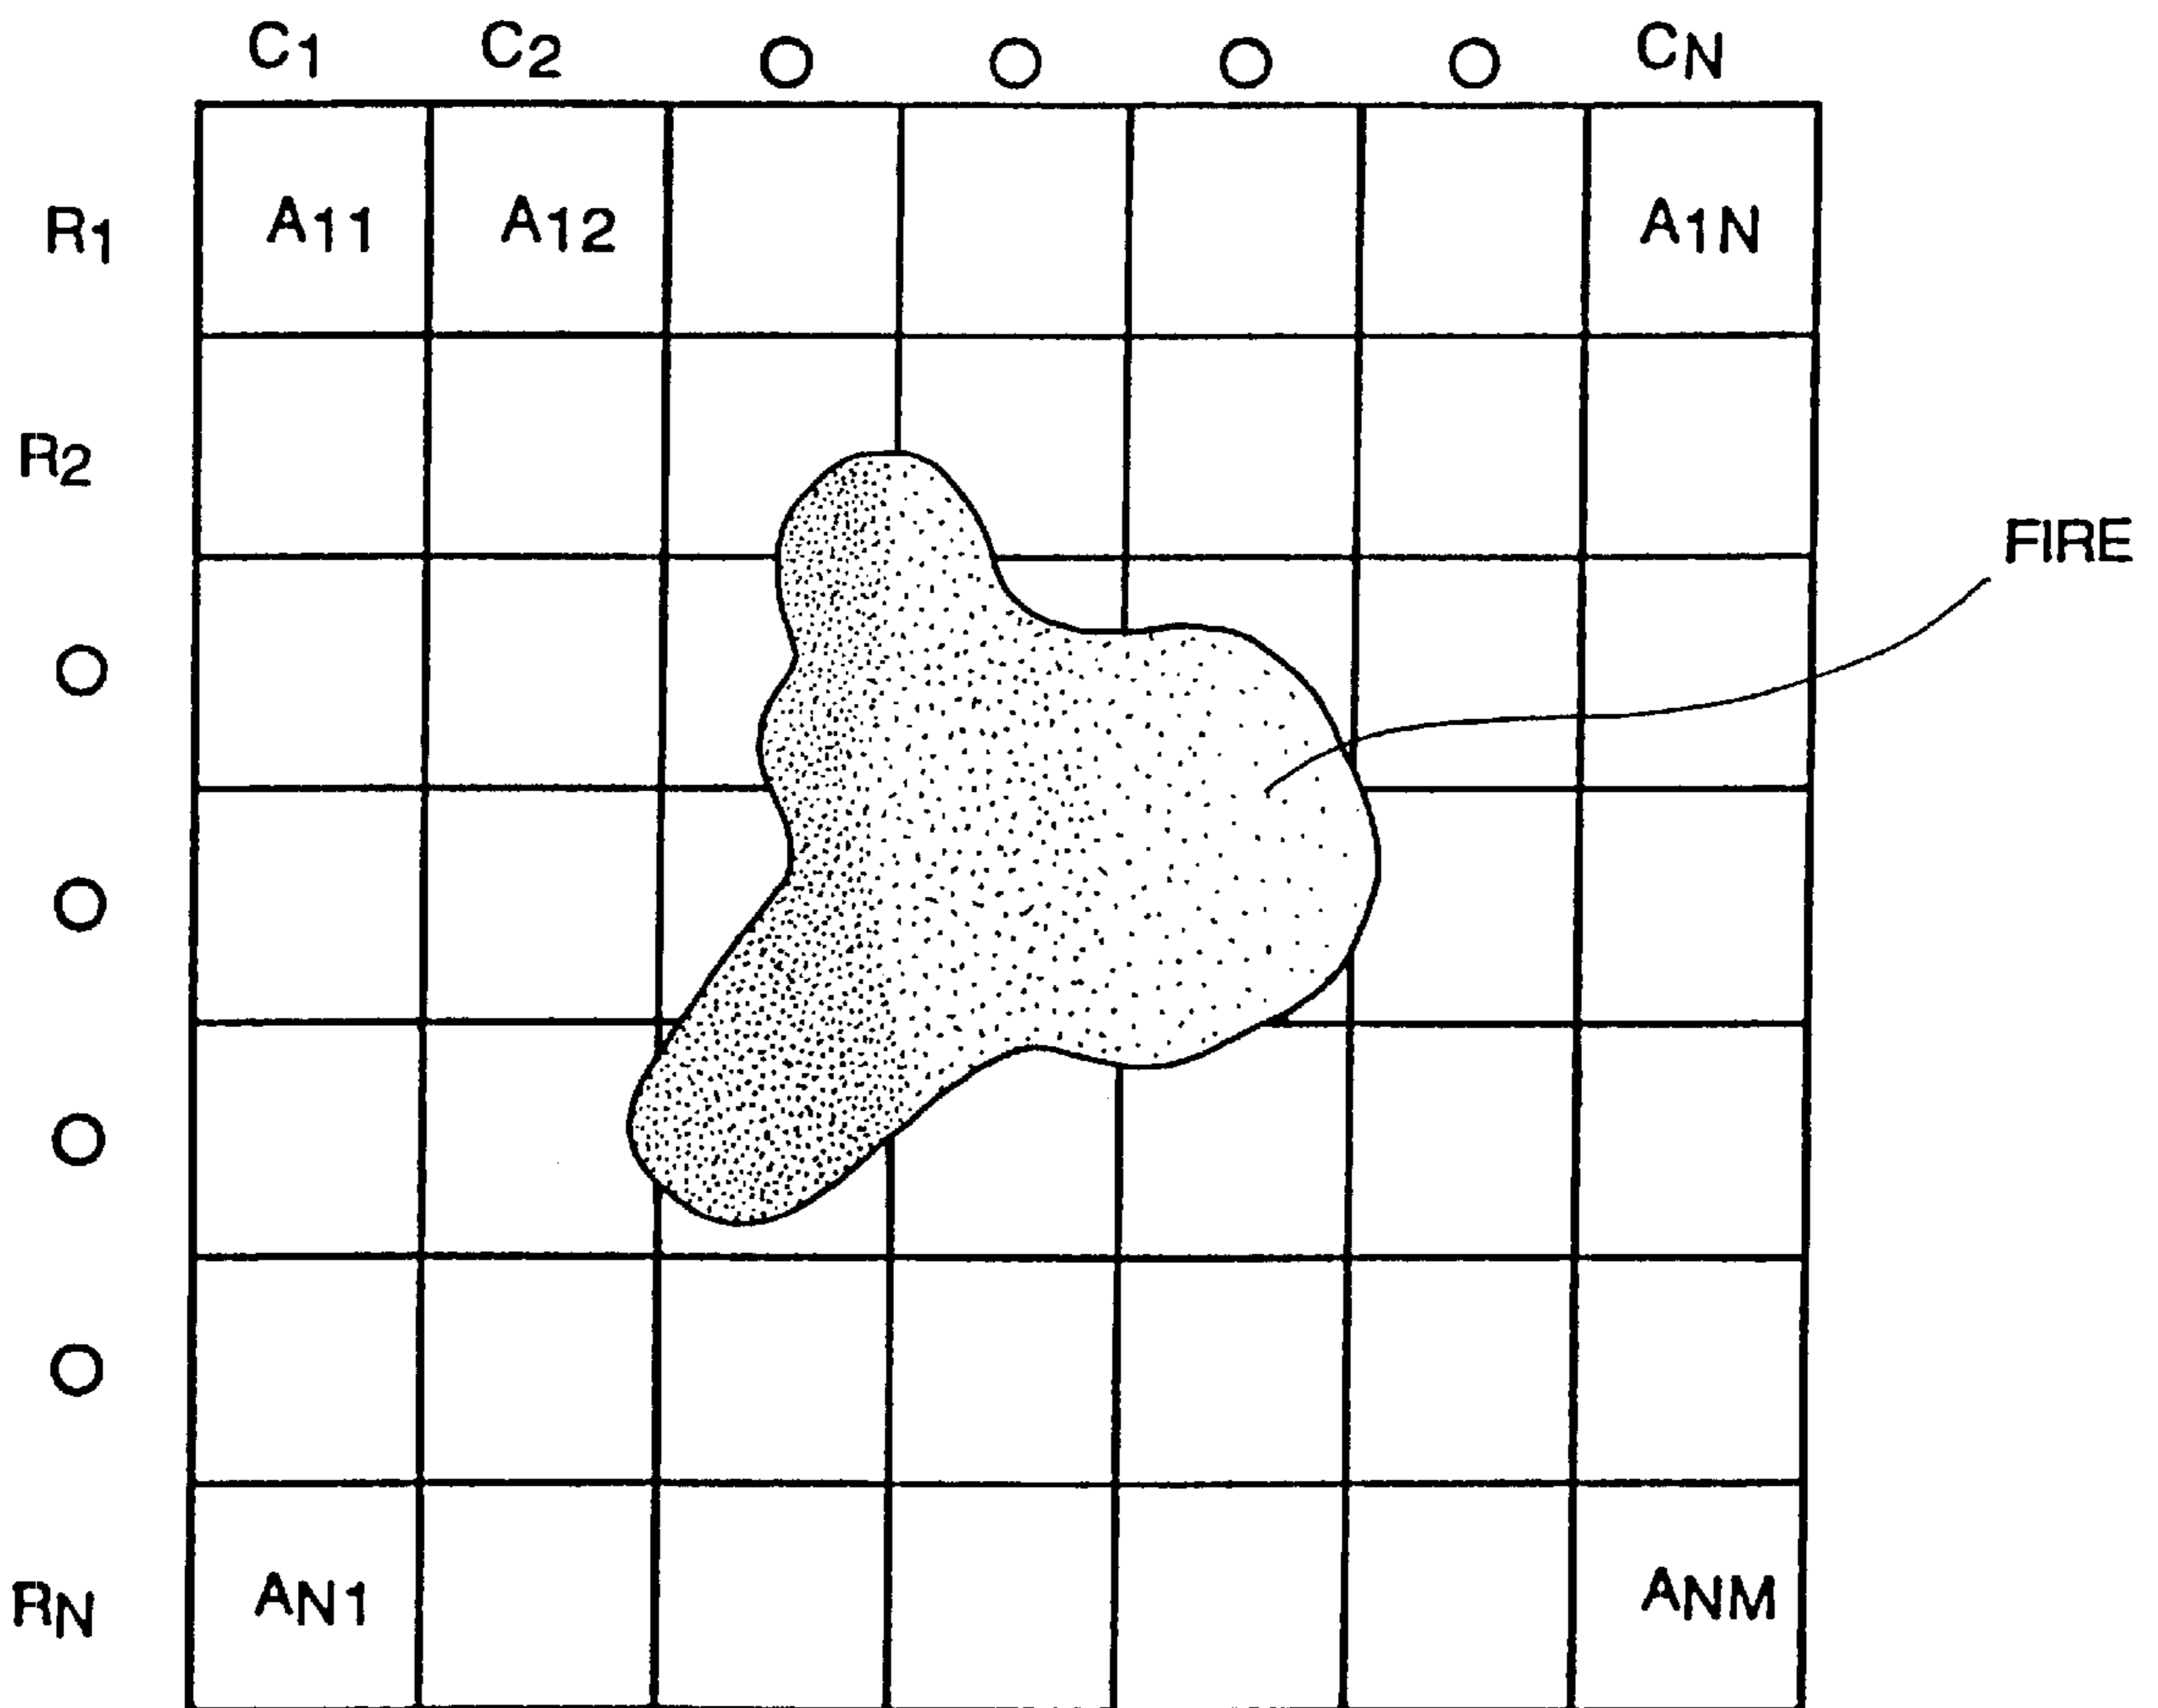 C1 C2 O O O O CN
R1 A11 A12 A1N
R2
FIRE
O
O
O
O
RN AN1 ANM